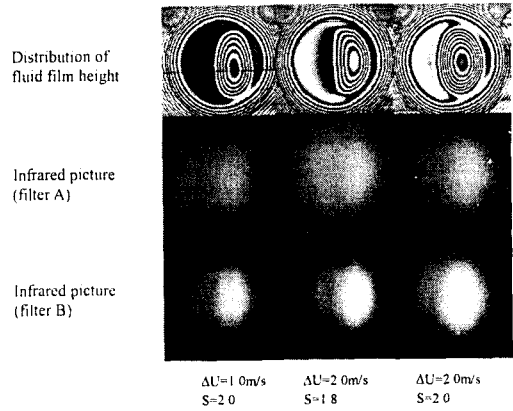 Distribution of
fluid film height
Infrared picture
(filter A)
Infrared picture
(filter B)
ΔU=1 0m/s ΔU=2 0m/s ΔU=2 0m/s
S=2 0 S=1 8 S=2 0